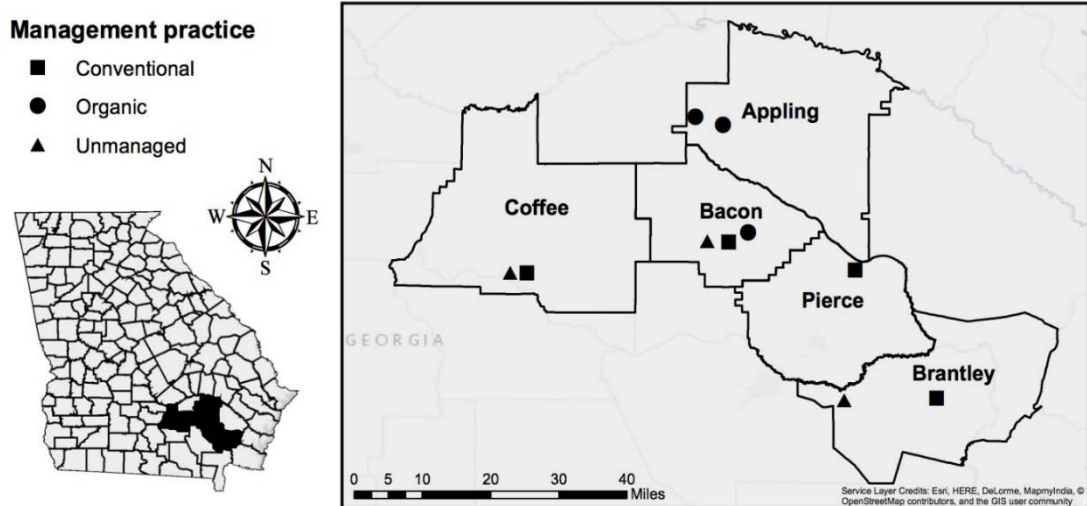 Management practice
Conventional
Organic
Unmanaged
N
W E
S
Appling
Coffee
Bacon
Pierce
GEORGIA
Brantley
0 5 10 20 30 40
Miles
Service Layer Credits: Esri, HERE, DeLorme, MapmyIndia, ©
OpenStreetMap contributors, and the GIS user community